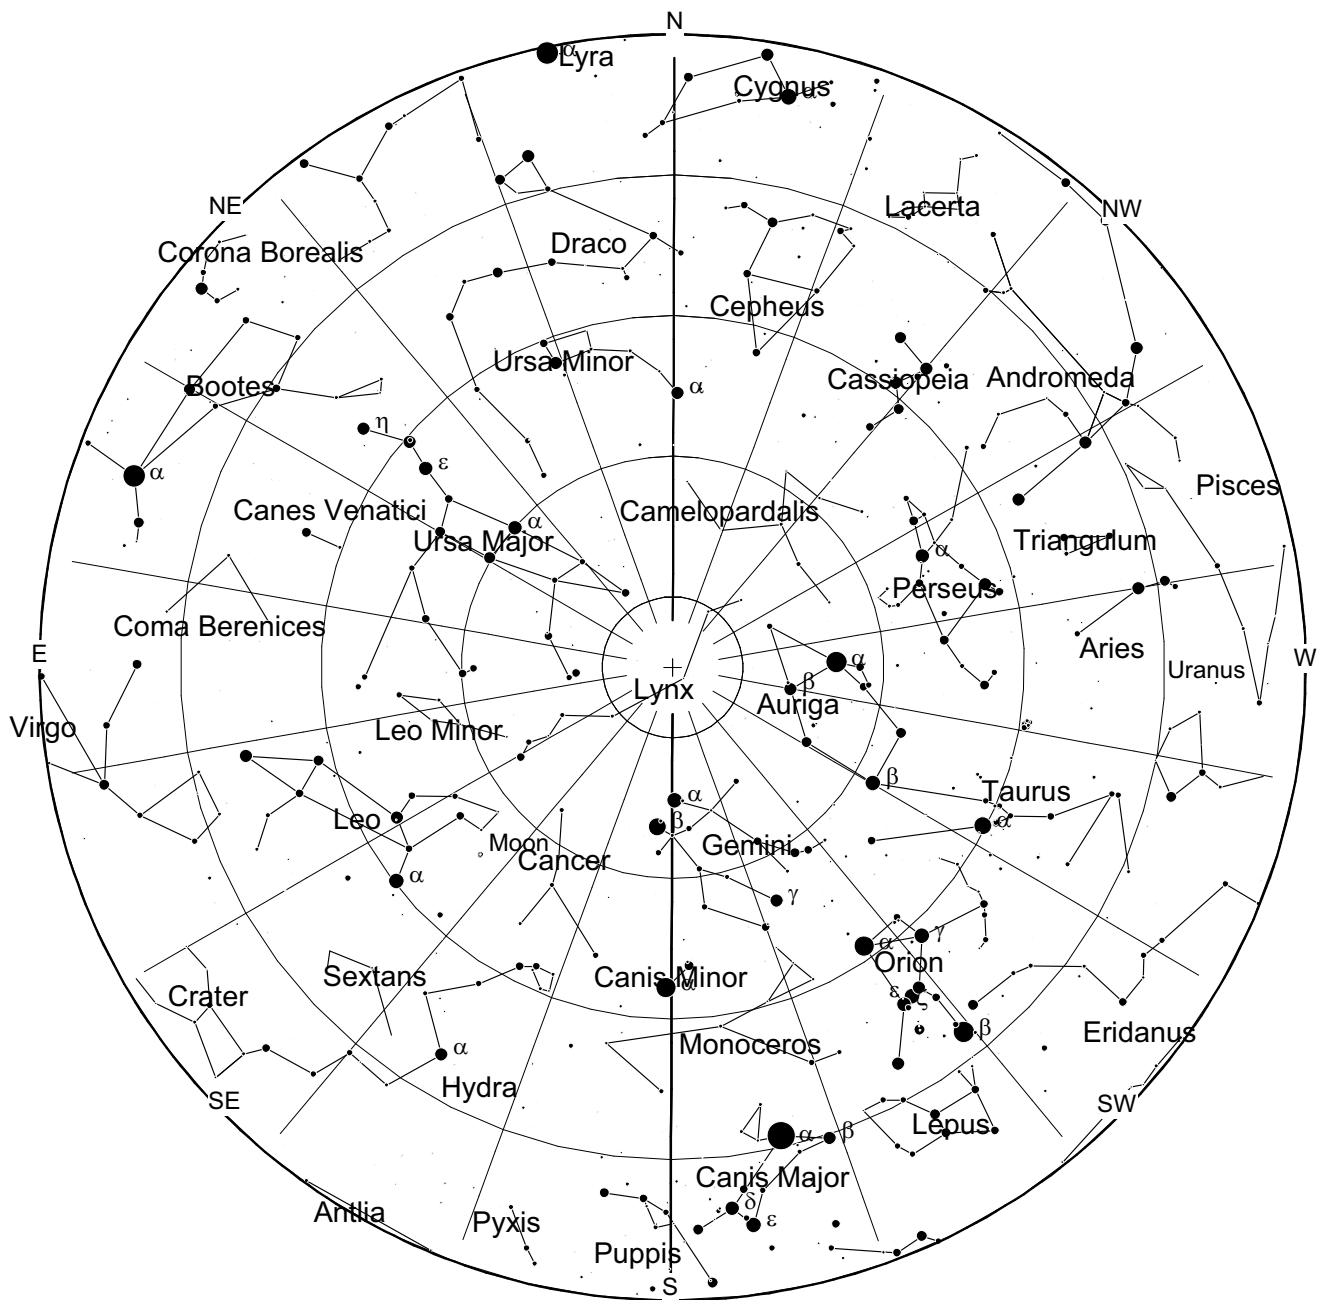 N
α Lyra
Cygnus α
NE
Lacerta
NW
Corona Borealis
Draco
Cepheus
Ursa Minor
Bootes
α
Cassiopeia
Andromeda
η
ε
α
Pisces
Canes Venatici
Camelopardalis
α
Ursa Major
Triangulum
α
Perseus
Coma Berenices
Aries
E
W
α
Uranus
β
Lynx
Auriga
Virgo
Leo Minor
β
Taurus
α
Leo
β
α
Moon
Gemini
Cancer
α
γ
γ
α
Orion
Sextans
Canis Minor
α
Crater
ε
ζ
β
Eridanus
Monoceros
α
Hydra
SE
SW
Lepus
α
β
Canis Major
δ
Antlia
Pyxis
ε
Puppis
S